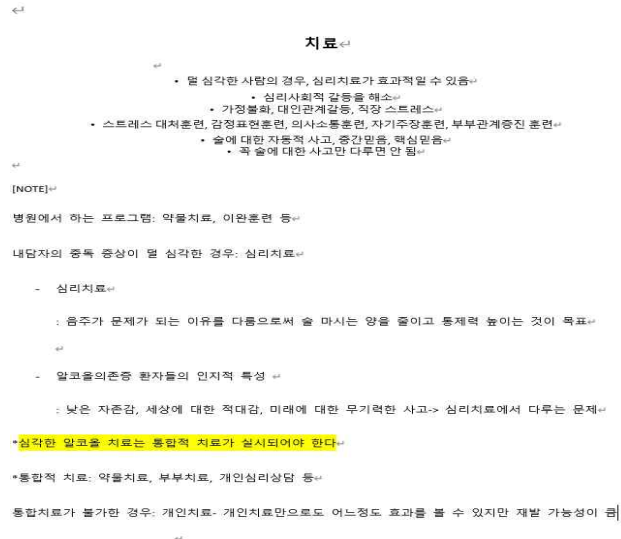 치료
• 덜 심각한 사람의 경우, 심리치료가 효과적일 수 있음
• 심리사회적 갈등을 해소
• 가정불화, 대인관계갈등, 직장 스트레스
• 스트레스 대처훈련, 감정표현훈련, 의사소통훈련, 자기주장훈련, 부부관계증진 훈련
• 술에 대한 자동적 사고, 중간믿음, 핵심믿음
• 꼭 술에 대한 사고만 다루면 안 됨
[NOTE]
병원에서 하는 프로그램: 약물치료, 이완훈련 등
내담자의 중독 증상이 덜 심각한 경우: 심리치료
- 심리치료
: 음주가 문제가 되는 이유를 다룸으로써 술 마시는 양을 줄이고 통제력 높이는 것이 목표
- 알코올의존증 환자들의 인지적 특성
: 낮은 자존감, 세상에 대한 적대감, 미래에 대한 무기력한 사고-> 심리치료에서 다루는 문제
*심각한 알코올 치료는 통합적 치료가 실시되어야 한다
*통합적 치료: 약물치료, 부부치료, 개인심리상담 등
통합치료가 불가한 경우: 개인치료- 개인치료만으로도 어느정도 효과를 볼 수 있지만 재발 가능성이 큼